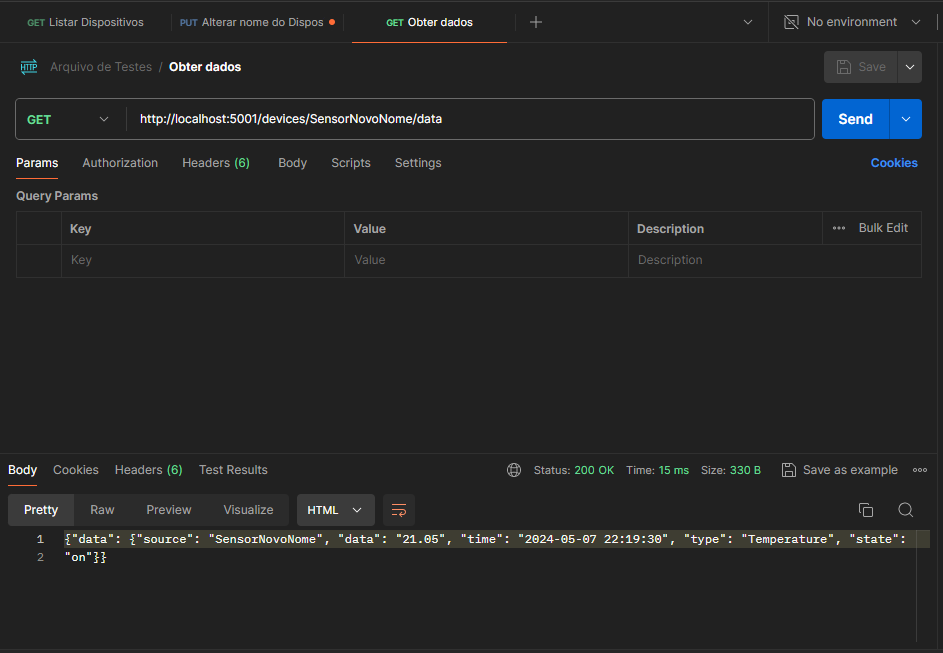 GET Listar Dispositivos PUT Alterar nome do Dispos GET Obter dados No environment
HTTP Arquivo de Testes / Obter dados Save
GET http://localhost:5001/devices/SensorNovoNome/data Send
Params Authorization Headers (6) Body Scripts Settings Cookies
Query Params
Key Value Description Bulk Edit
Key Value Description
Body Cookies Headers (6) Test Results Status: 200 OK Time: 15 ms Size: 330 B Save as example
Pretty Raw Preview Visualize HTML
1 {"data": {"source": "SensorNovoNome", "data": "21.05", "time": "2024-05-07 22:19:30", "type": "Temperature", "state":
2 "on"}}